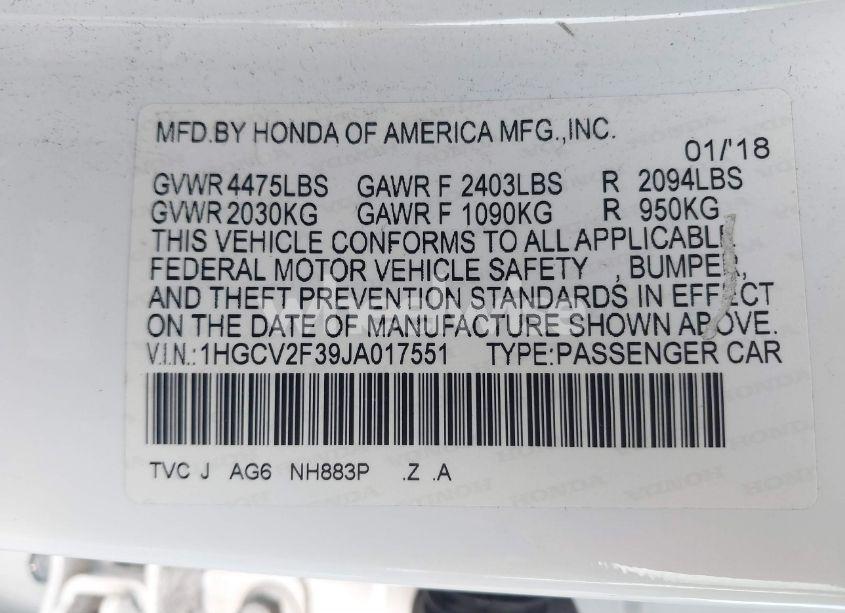 MFD.BY HONDA OF AMERICA MFG.,INC.
01/'18
GVWR 4475LBS GAWR F 2403LBS R 2094LBS
GVWR 2030KG GAWR F 1090KG R 950KG
THIS VEHICLE CONFORMS TO ALL APPLICABLE
FEDERAL MOTOR VEHICLE SAFETY , BUMPER,
AND THEFT PREVENTION STANDARDS IN EFFECT
ON THE DATE OF MANUFACTURE SHOWN ABOVE.
V.I.N.:1HGCV2F39JA017551 TYPE:PASSENGER CAR
TVC J AG6 NH883P .Z .A